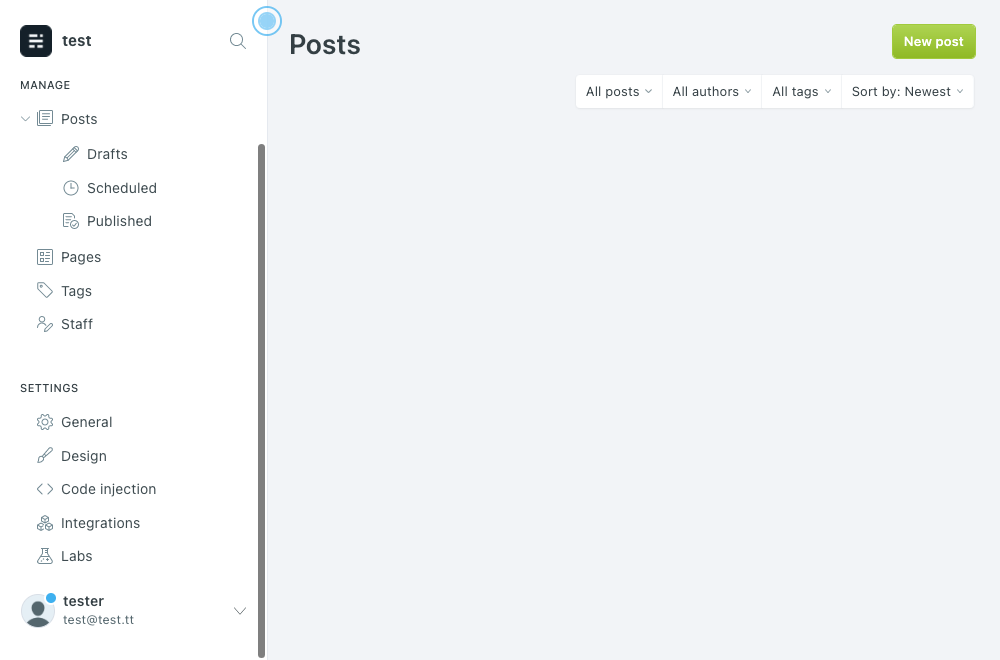 test
MANAGE
Posts
Drafts
Scheduled
Published
Pages
Tags
Staff
SETTINGS
General
Design
Code injection
Integrations
Labs
tester
test@test.tt
Posts
New post
All posts All authors All tags Sort by: Newest